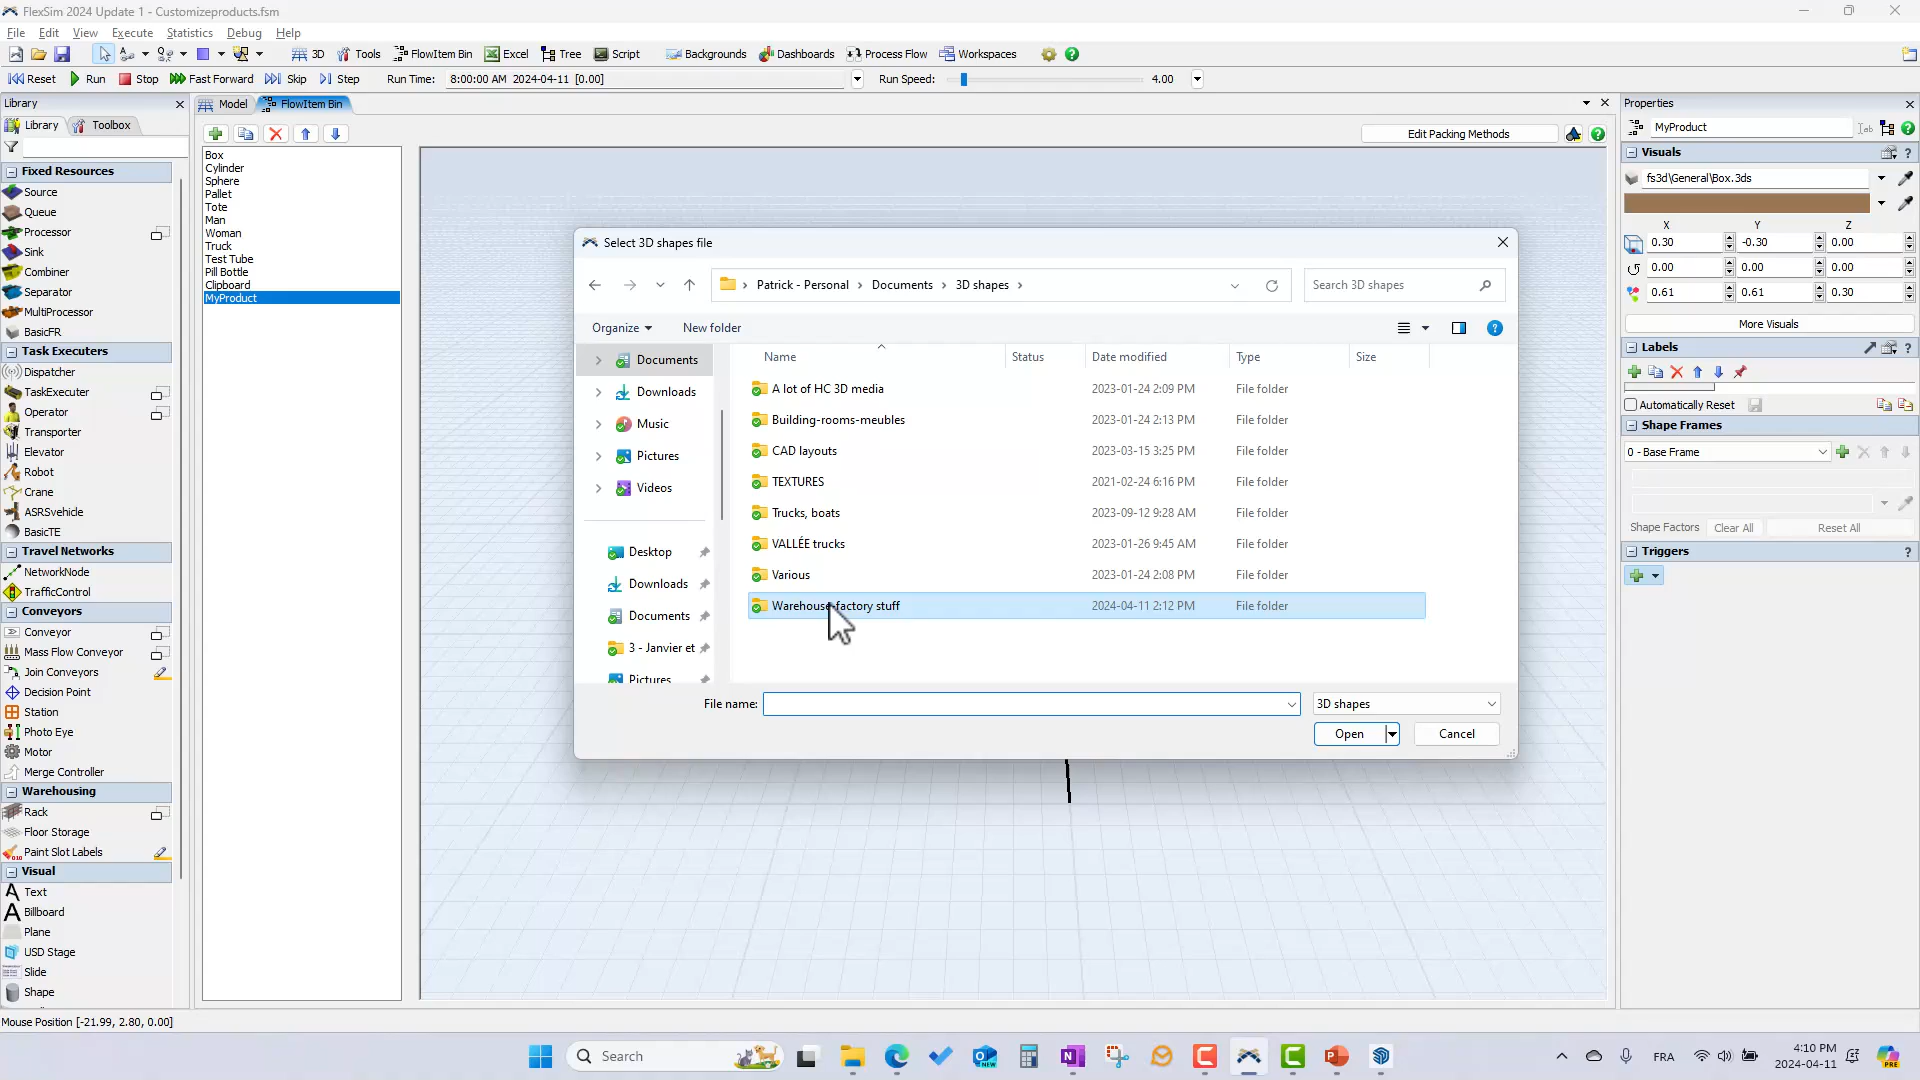 FlexSim 2024 Update 1 - Customizeproducts.fsm
File Edit View Execute Statistics Debug Help
3D Tools FlowItem Bin Excel Tree Script Backgrounds Dashboards Process Flow Workspaces
Reset Run Stop Fast Forward Skip Step Run Time: 8:00:00 AM 2024-04-11 [0.00] Run Speed: 4.00
Library
Library Toolbox
Fixed Resources
Source
Queue
Processor
Sink
Combiner
Separator
MultiProcessor
BasicFR
Task Executers
Dispatcher
TaskExecuter
Operator
Transporter
Elevator
Robot
Crane
ASRSvehicle
BasicTE
Travel Networks
NetworkNode
TrafficControl
Conveyors
Conveyor
Mass Flow Conveyor
Join Conveyors
Decision Point
Station
Photo Eye
Motor
Merge Controller
Warehousing
Rack
Floor Storage
Paint Slot Labels
Visual
Text
Billboard
Plane
USD Stage
Slide
Shape
Mouse Position [-21.99, 2.80, 0.00]
Model FlowItem Bin
Edit Packing Methods
Box
Cylinder
Sphere
Pallet
Tote
Man
Woman
Truck
Test Tube
Pill Bottle
Clipboard
MyProduct
Select 3D shapes file
Patrick - Personal > Documents > 3D shapes >
Search 3D shapes
Organize New folder
Documents
Downloads
Music
Pictures
Videos
Desktop
Downloads
Documents
3 - Janvier et
Pictures
Name Status Date modified Type Size
A lot of HC 3D media 2023-01-24 2:09 PM File folder
Building-rooms-meubles 2023-01-24 2:13 PM File folder
CAD layouts 2023-03-15 3:25 PM File folder
TEXTURES 2021-02-24 6:16 PM File folder
Trucks, boats 2023-09-12 9:28 AM File folder
VALLÉE trucks 2023-01-26 9:45 AM File folder
Various 2023-01-24 2:08 PM File folder
Warehouse-factory stuff 2024-04-11 2:12 PM File folder
File name: 3D shapes
Open Cancel
Properties
MyProduct
Visuals
fs3d\General\Box.3ds
X Y Z
0.30 -0.30 0.00
0.00 0.00 0.00
0.61 0.61 0.30
More Visuals
Labels
Automatically Reset
Shape Frames
0 - Base Frame
Shape Factors Clear All Reset All
Triggers
Search
FRA
4:10 PM
2024-04-11